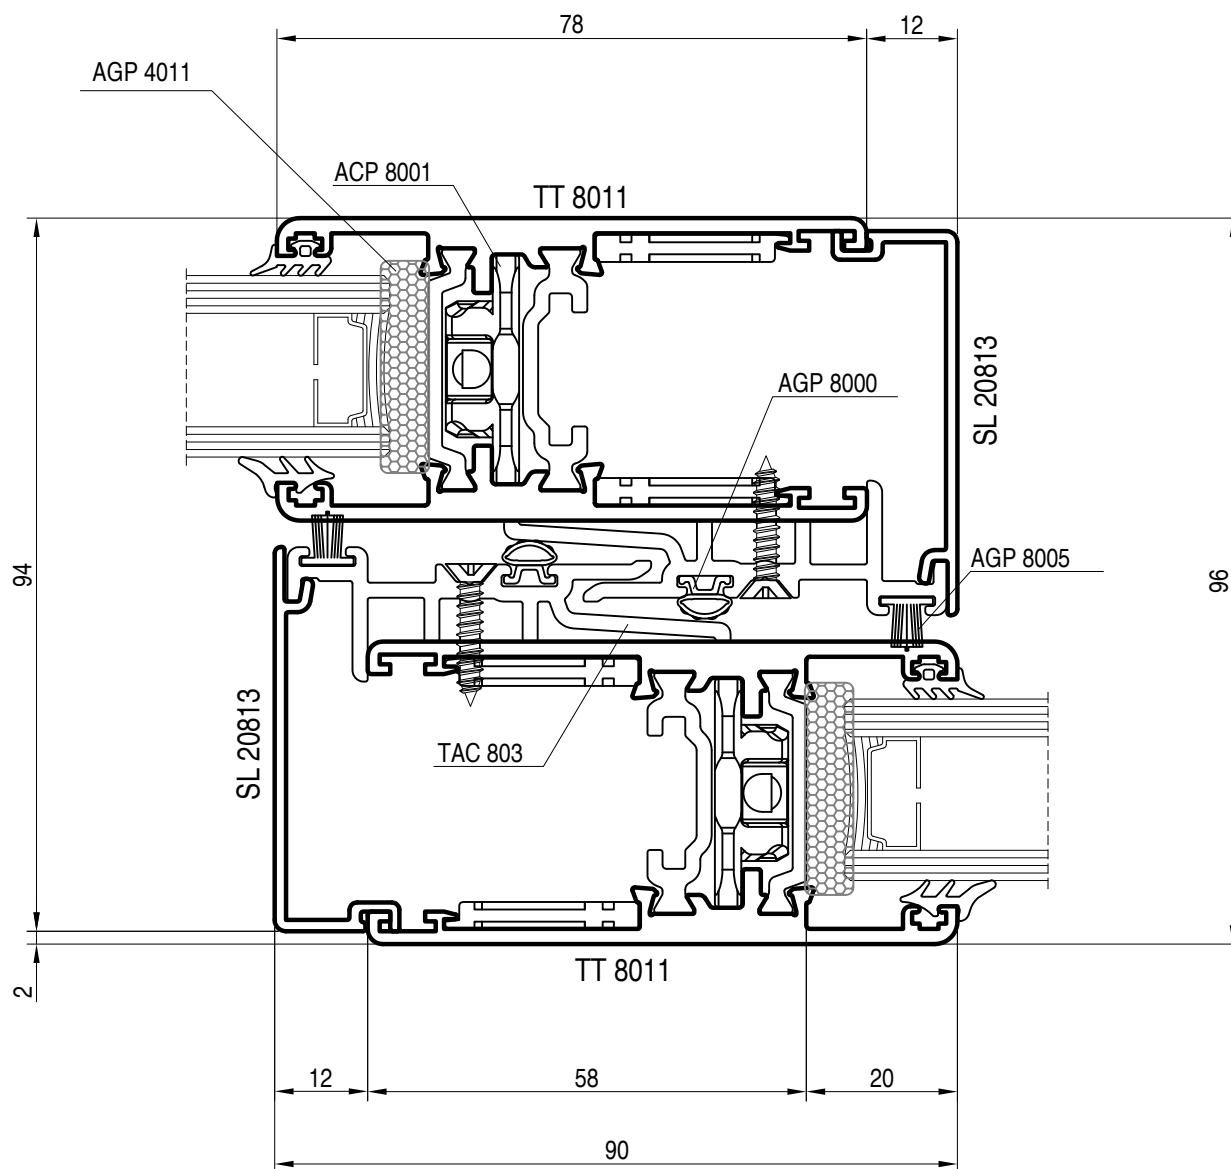 78
12
AGP 4011
ACP 8001
TT 8011
SL 20813
AGP 8000
AGP 8005
94
96
SL 20813
TAC 803
TT 8011
2
12
58
20
90